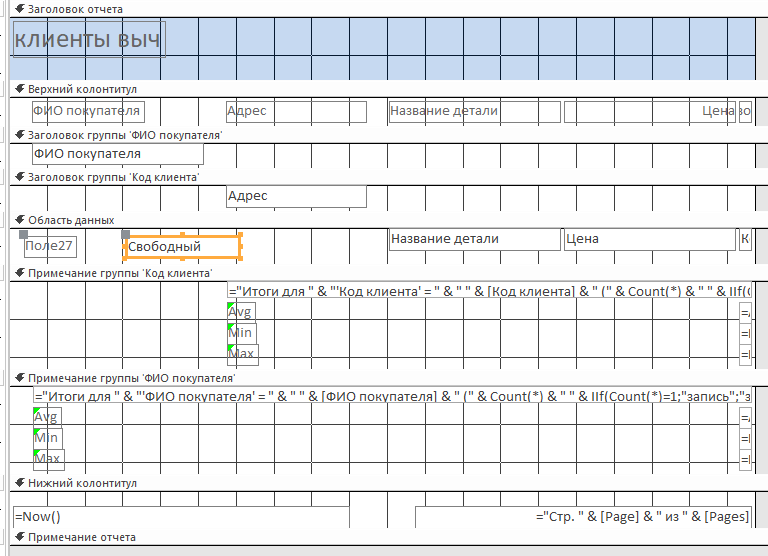 Заголовок отчета
клиенты выч
Верхний колонтитул
ФИО покупателя Адрес Название детали Цена во
Заголовок группы 'ФИО покупателя'
ФИО покупателя
Заголовок группы 'Код клиента'
Адрес
Область данных
Поле27 Свободный Название детали Цена К
Примечание группы 'Код клиента'
="Итоги для " & "'Код клиента' = " & " " & [Код клиента] & " (" & Count(*) & " " & IIf(
Avg
Min
Max
Примечание группы 'ФИО покупателя'
="Итоги для " & "'ФИО покупателя' = " & " " & [ФИО покупателя] & " (" & Count(*) & " " & IIf(Count(*)=1;"запись";"з
Avg
Min
Max
Нижний колонтитул
=Now() ="Стр. " & [Page] & " из " & [Pages]
Примечание отчета